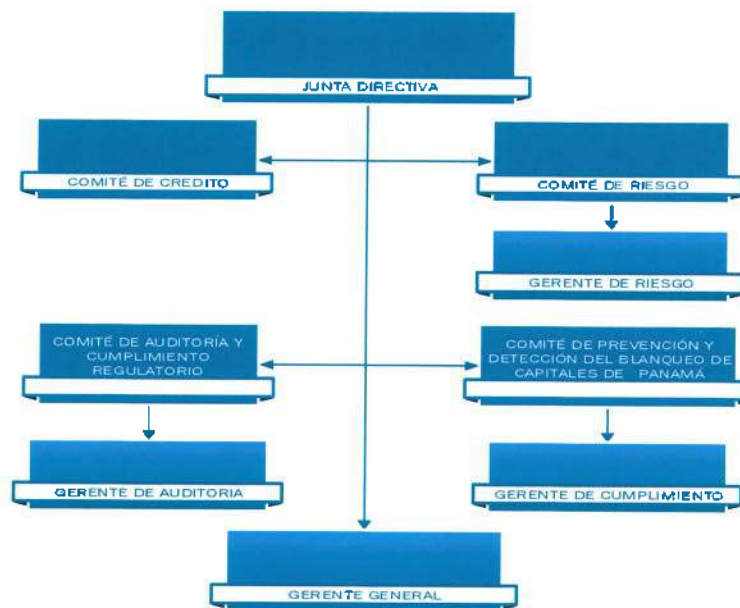 JUNTA DIRECTIVA
COMITÉ DE CREDITO
COMITÉ DE RIESGO
GERENTE DE RIESGO
COMITÉ DE AUDITORÍA Y
CUMPLIMIENTO
REGULATORIO
COMITÉ DE PREVENCIÓN Y
DETECCIÓN DEL BLANQUEO DE
CAPITALES DE PANAMÁ
GERENTE DE AUDITORIA
GERENTE DE CUMPLIMIENTO
GERENTE GENERAL